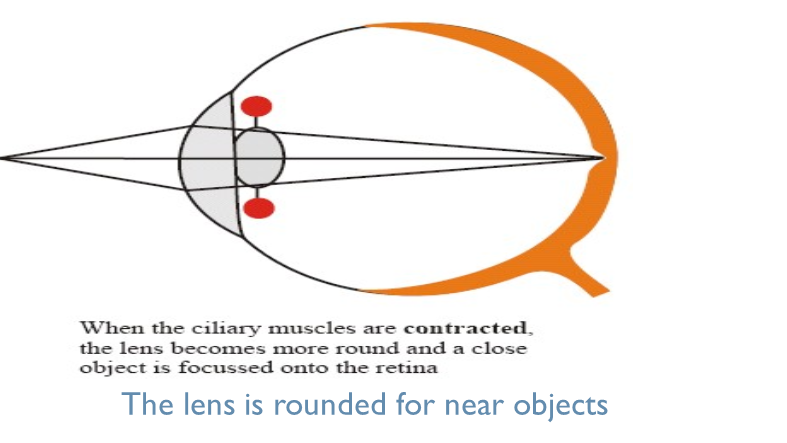 When the ciliary muscles are contracted,
the lens becomes more round and a close
object is focussed onto the retina
The lens is rounded for near objects